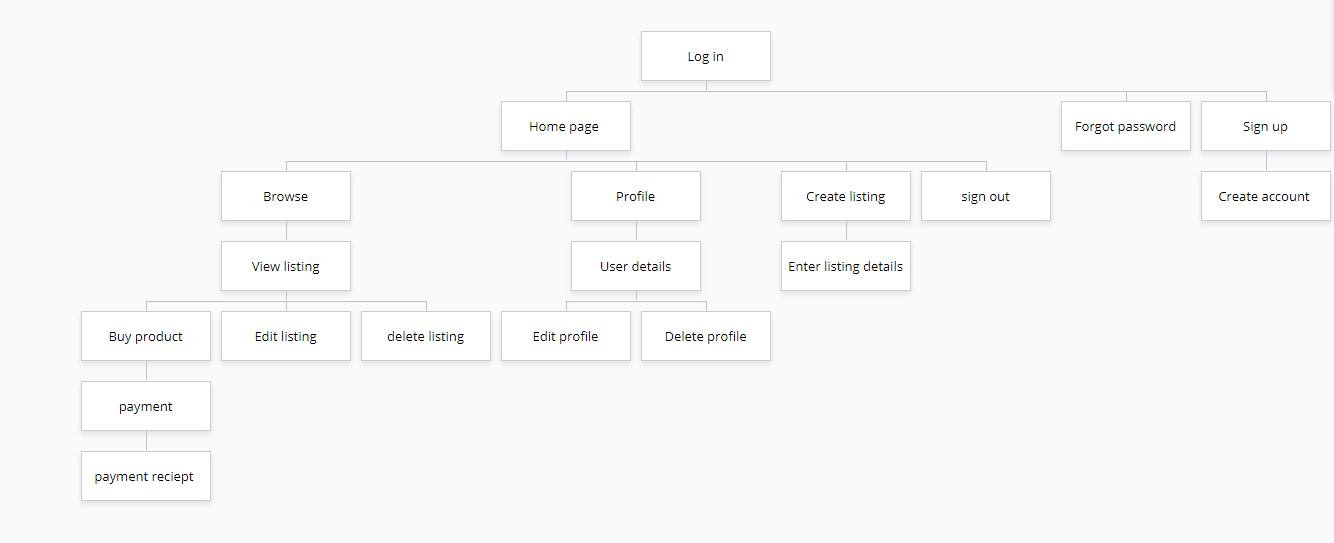 Log in
Home page
Forgot password
Sign up
Browse
Profile
Create listing
sign out
Create account
View listing
User details
Enter listing details
Buy product
Edit listing
delete listing
Edit profile
Delete profile
payment
payment reciept